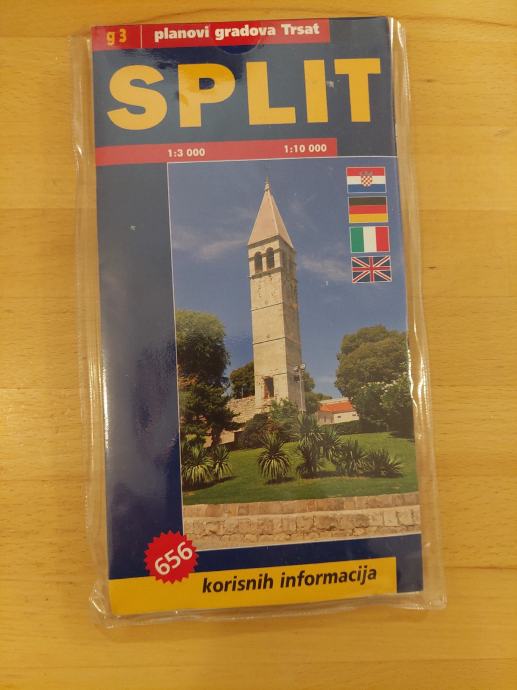 g3 planovi gradova Trsat
SPLIT
1:3 000 1:10 000
656
korisnih informacija